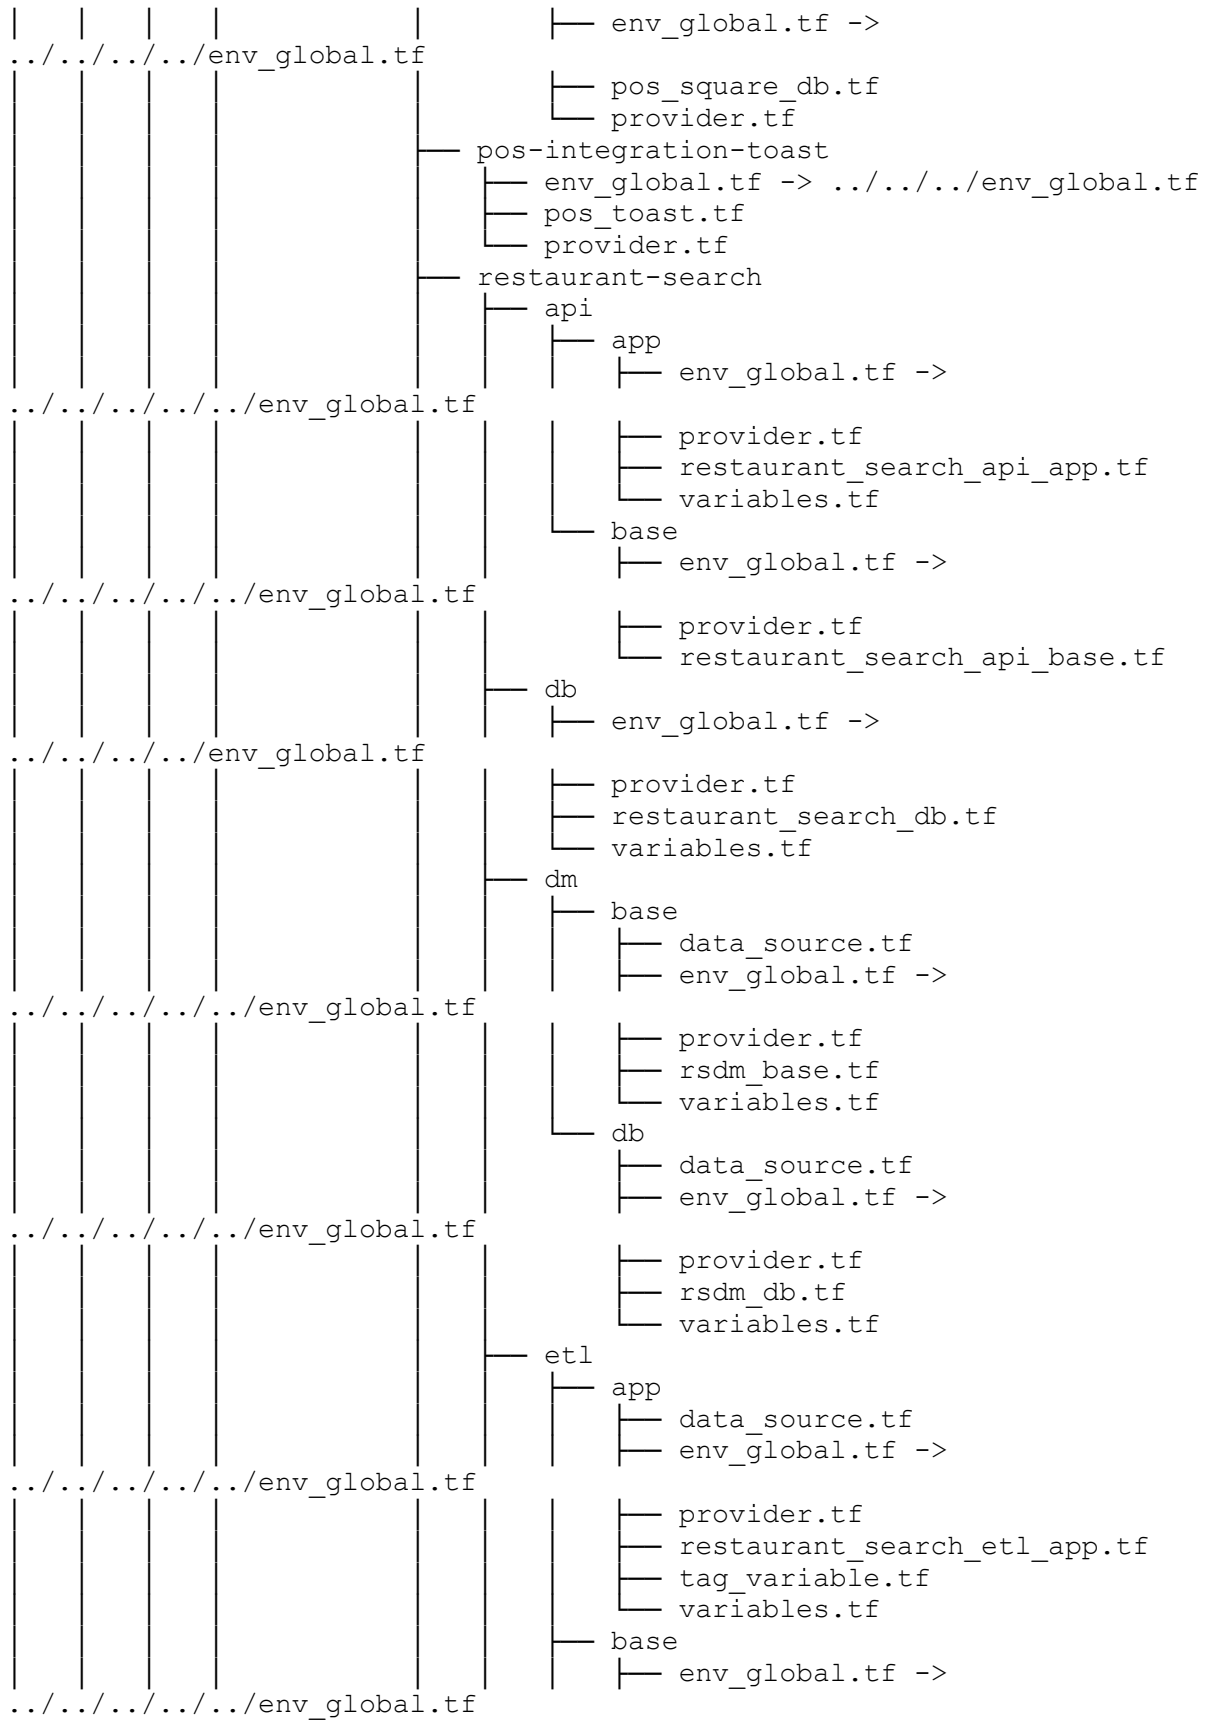 │   │   │   │           │       ├── env_global.tf ->
../../../../env_global.tf
│   │   │   │           │       ├── pos_square_db.tf
│   │   │   │           │       └── provider.tf
│   │   │   │           ├── pos-integration-toast
│   │   │   │           │   ├── env_global.tf -> ../../../env_global.tf
│   │   │   │           │   ├── pos_toast.tf
│   │   │   │           │   └── provider.tf
│   │   │   │           ├── restaurant-search
│   │   │   │           │   ├── api
│   │   │   │           │   │   ├── app
│   │   │   │           │   │   │   ├── env_global.tf ->
../../../../../env_global.tf
│   │   │   │           │   │   │   ├── provider.tf
│   │   │   │           │   │   │   ├── restaurant_search_api_app.tf
│   │   │   │           │   │   │   └── variables.tf
│   │   │   │           │   │   └── base
│   │   │   │           │   │       ├── env_global.tf ->
../../../../../env_global.tf
│   │   │   │           │   │       ├── provider.tf
│   │   │   │           │   │       └── restaurant_search_api_base.tf
│   │   │   │           │   ├── db
│   │   │   │           │   │   ├── env_global.tf ->
../../../../env_global.tf
│   │   │   │           │   │   ├── provider.tf
│   │   │   │           │   │   ├── restaurant_search_db.tf
│   │   │   │           │   │   └── variables.tf
│   │   │   │           │   ├── dm
│   │   │   │           │   │   ├── base
│   │   │   │           │   │   │   ├── data_source.tf
│   │   │   │           │   │   │   ├── env_global.tf ->
../../../../../env_global.tf
│   │   │   │           │   │   │   ├── provider.tf
│   │   │   │           │   │   │   ├── rsdm_base.tf
│   │   │   │           │   │   │   └── variables.tf
│   │   │   │           │   │   └── db
│   │   │   │           │   │       ├── data_source.tf
│   │   │   │           │   │       ├── env_global.tf ->
../../../../../env_global.tf
│   │   │   │           │   │       ├── provider.tf
│   │   │   │           │   │       ├── rsdm_db.tf
│   │   │   │           │   │       └── variables.tf
│   │   │   │           │   ├── etl
│   │   │   │           │   │   ├── app
│   │   │   │           │   │   │   ├── data_source.tf
│   │   │   │           │   │   │   ├── env_global.tf ->
../../../../../env_global.tf
│   │   │   │           │   │   │   ├── provider.tf
│   │   │   │           │   │   │   ├── restaurant_search_etl_app.tf
│   │   │   │           │   │   │   ├── tag_variable.tf
│   │   │   │           │   │   │   └── variables.tf
│   │   │   │           │   │   ├── base
│   │   │   │           │   │   │   ├── env_global.tf ->
../../../../../env_global.tf